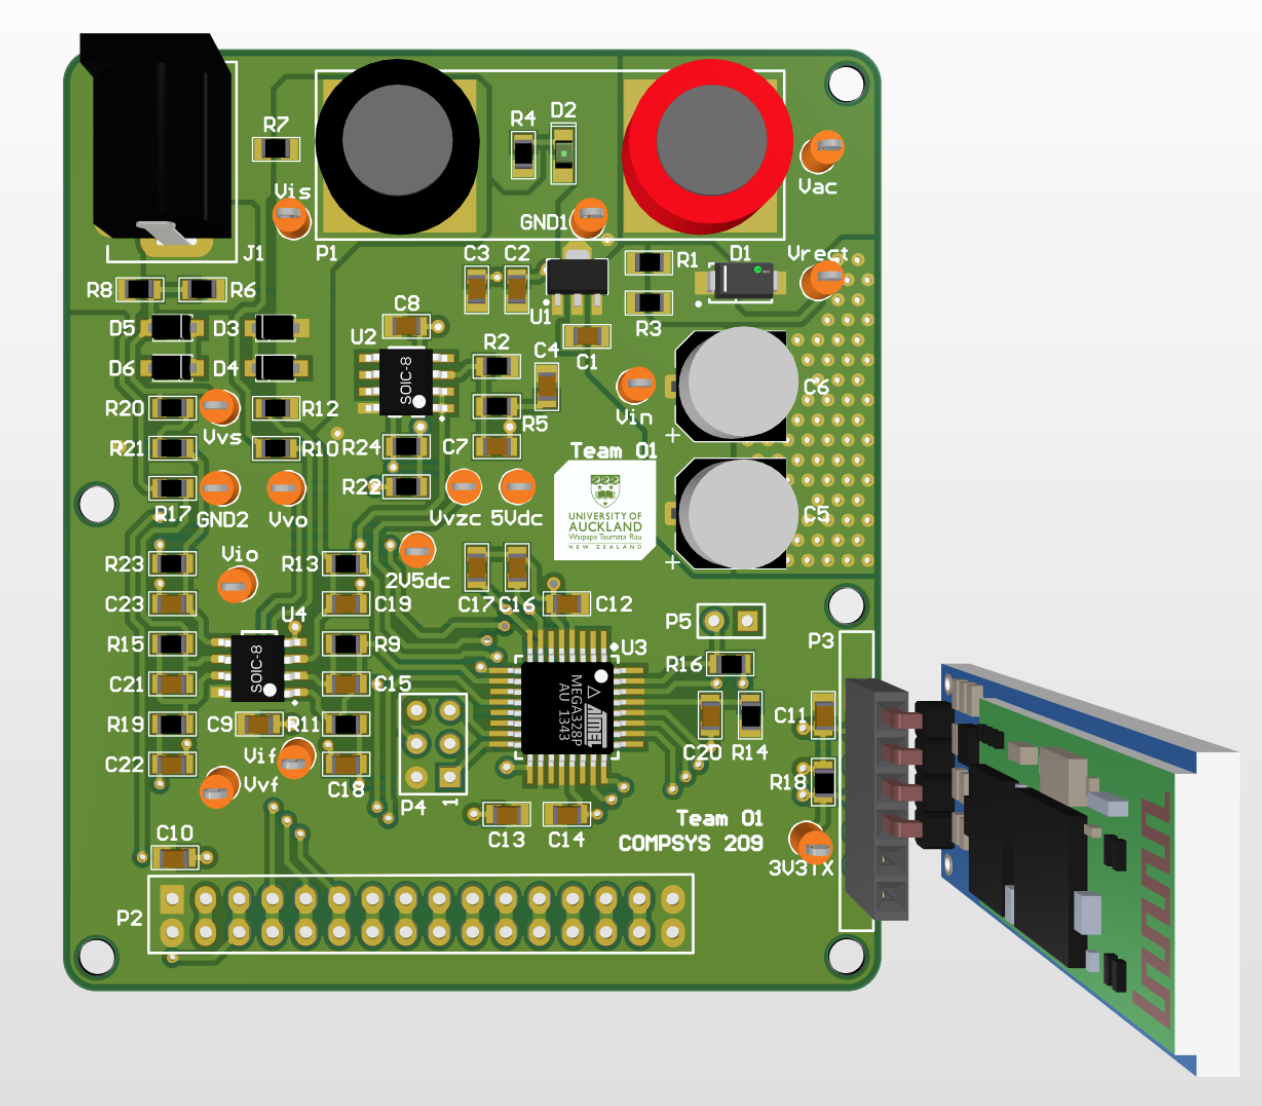 R7
R4
D2
Vac
Vis
GND1
J1
P1
C3
C2
R1
D1
Vrect
R8
R6
U1
R3
D5
D3
C8
U2
R2
C4
C1
D6
D4
SOIC-8
C6
R20
R12
Vvs
R5
Vin
R21
R10
R24
C7
Team 01
+
R22
R17
GND2
Vvo
Vvzc
5Vdc
UNIVERSITY OF
AUCKLAND
Waipapa Taumata Rau
NEW ZEALAND
C5
+
R23
Vio
R13
2V5dc
C23
C19
C17
C16
C12
U4
P5
R15
R9
U3
P3
SOIC-8
R16
C21
C15
ATMEL
MEGA328P
AU 1343
R19
C9
R11
C20
R14
C11
C22
Vif
Vvf
C18
P4
1
R18
C13
C14
Team 01
COMPSYS 209
C10
3V3TX
P2